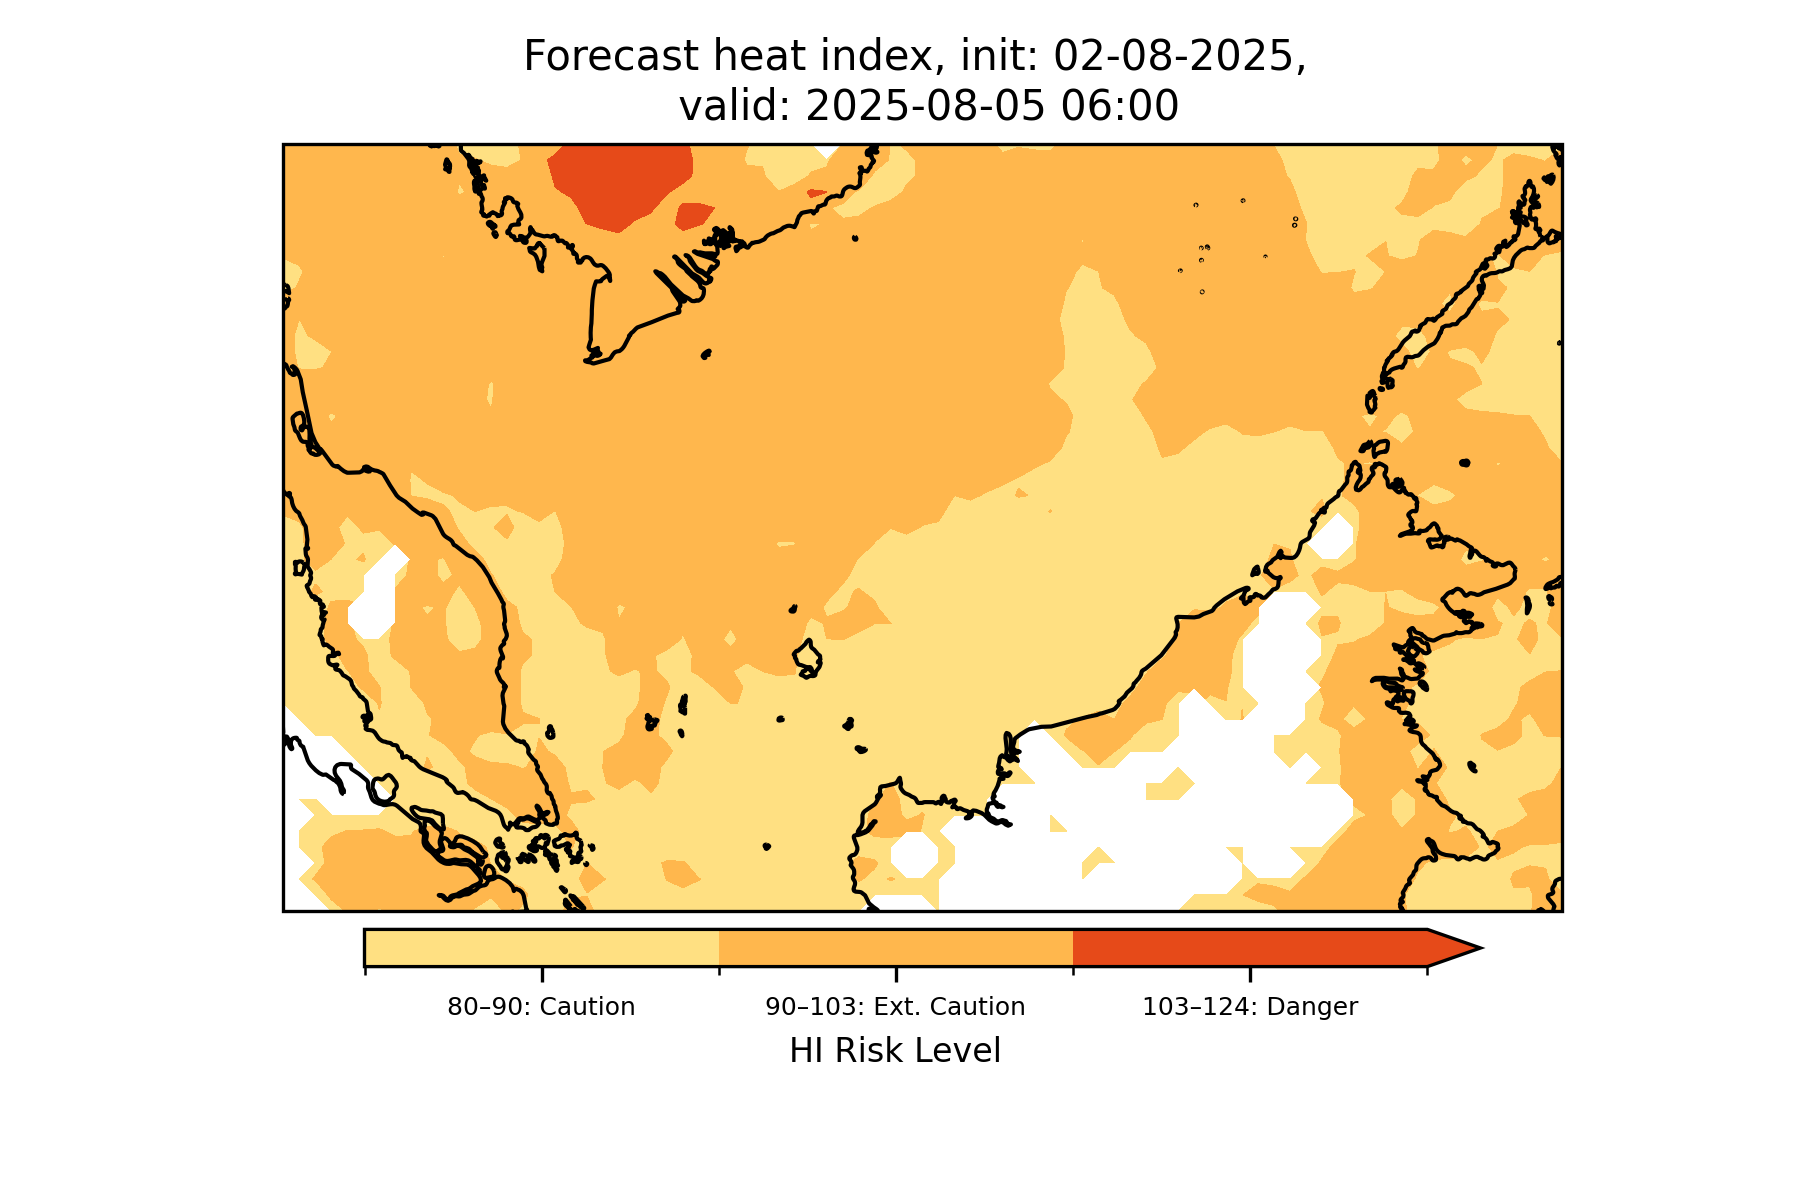 Forecast heat index, init: 02-08-2025,
valid: 2025-08-05 06:00
80–90: Caution
90–103: Ext. Caution
103–124: Danger
HI Risk Level